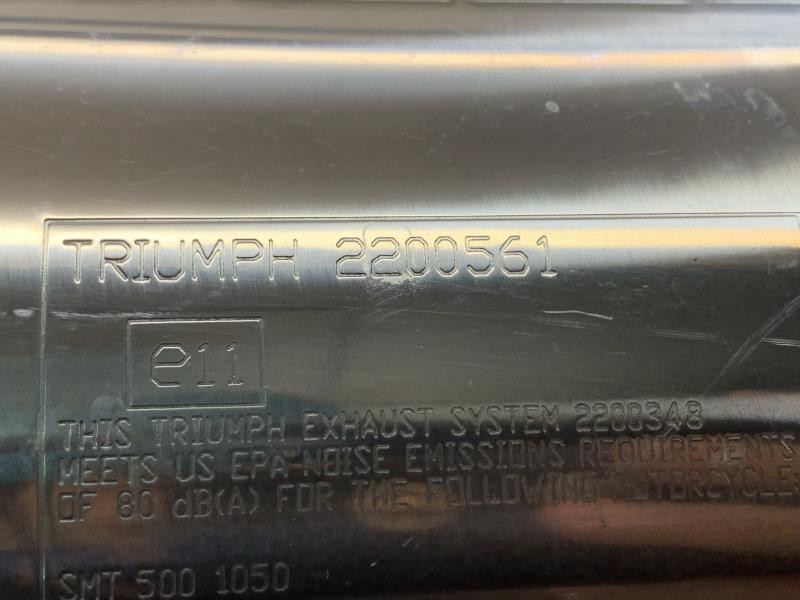 TRIUMPH 2200561
e11
THIS TRIUMPH EXHAUST SYSTEM 2200348
MEETS US EPA NOISE EMISSIONS REQUIREMENTS
OF 80 dB(A) FOR THE FOLLOWING MOTORCYCLE
SMT 500 1050